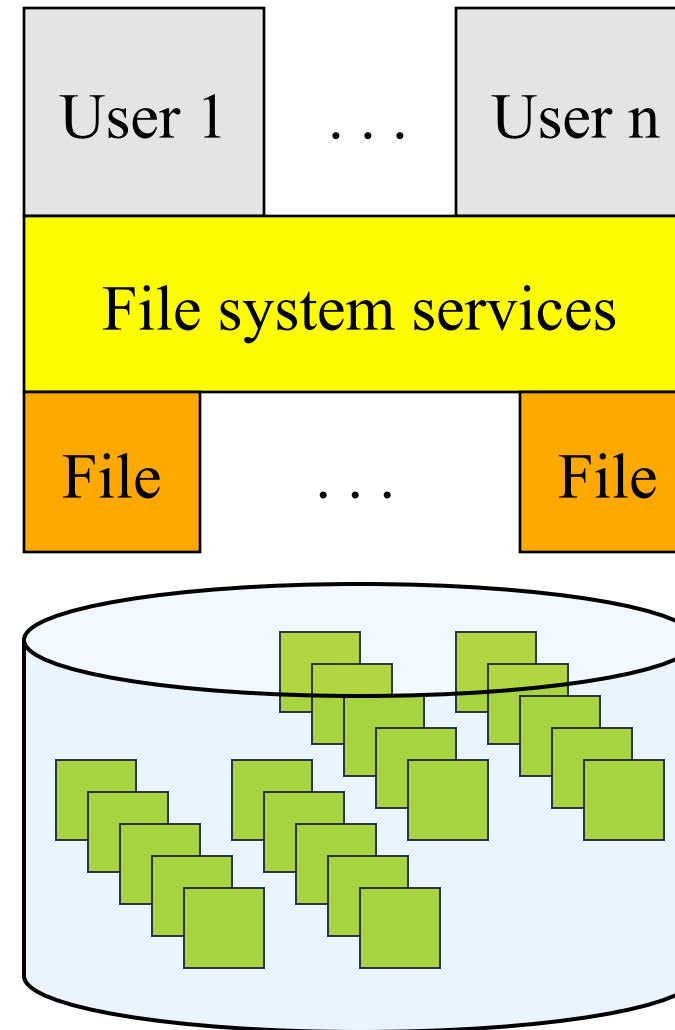 User 1 . . . User n
File system services
File . . . File